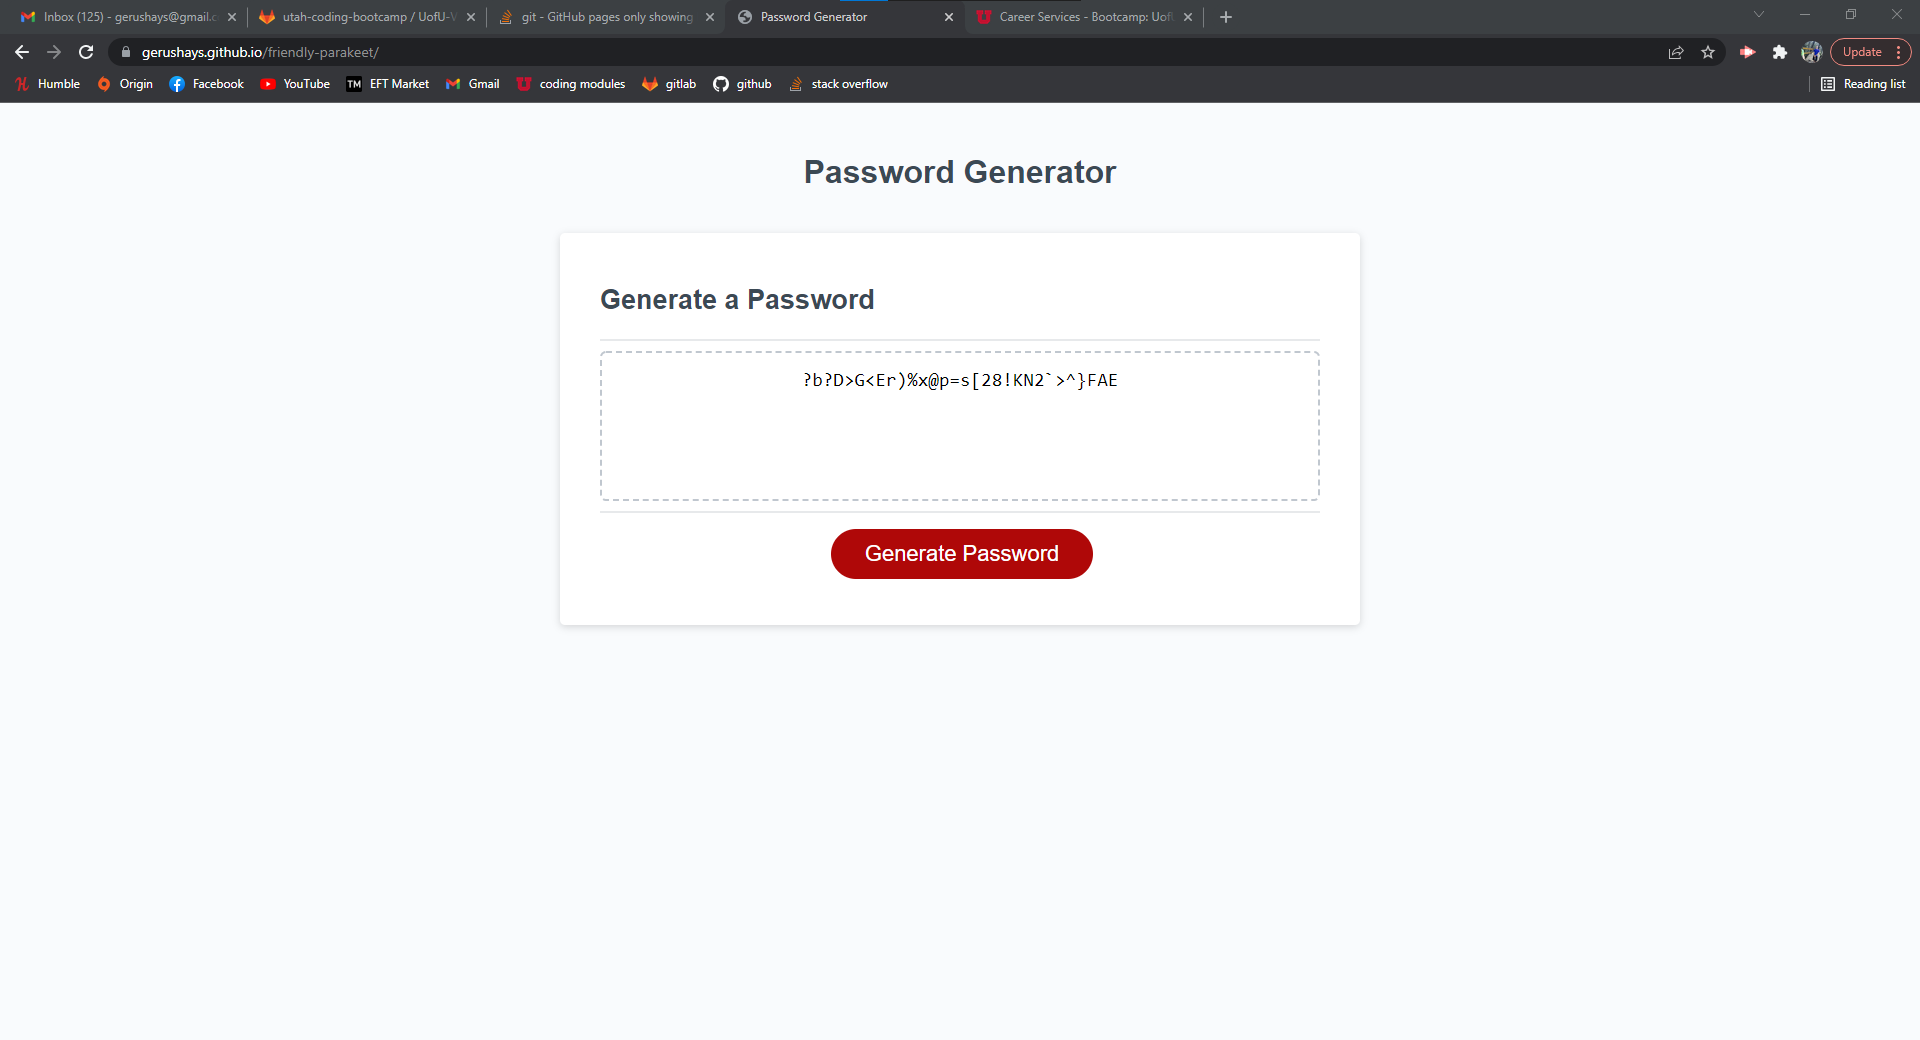 Inbox (125) - gerushays@gmail.c
utah-coding-bootcamp / UofU-V
git - GitHub pages only showing
Password Generator
Career Services - Bootcamp: Uof
gerushays.github.io/friendly-parakeet/
Update
Humble
Origin
Facebook
YouTube
TM
EFT Market
Gmail
coding modules
gitlab
github
stack overflow
Reading list
Password Generator
Generate a Password
?b?D>G<Er)%x@p=s[28!KN2`>^}FAE
Generate Password